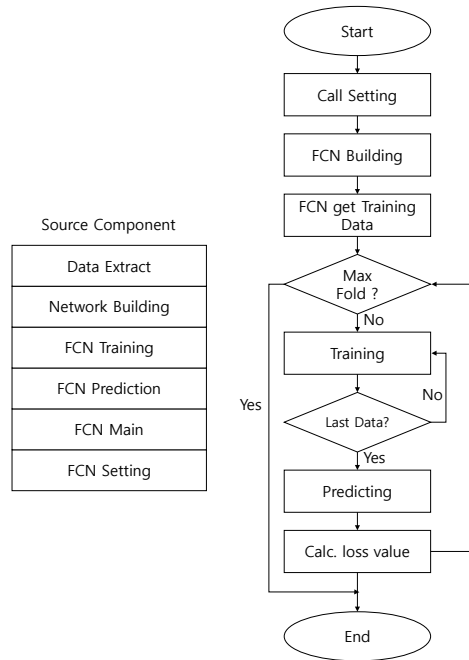 Source Component
Data Extract
Network Building
FCN Training
FCN Prediction
FCN Main
FCN Setting
Start
Call Setting
FCN Building
FCN get Training
Data
Max
Fold ?
No
Training
Yes
No
Last Data?
Yes
Predicting
Calc. loss value
End